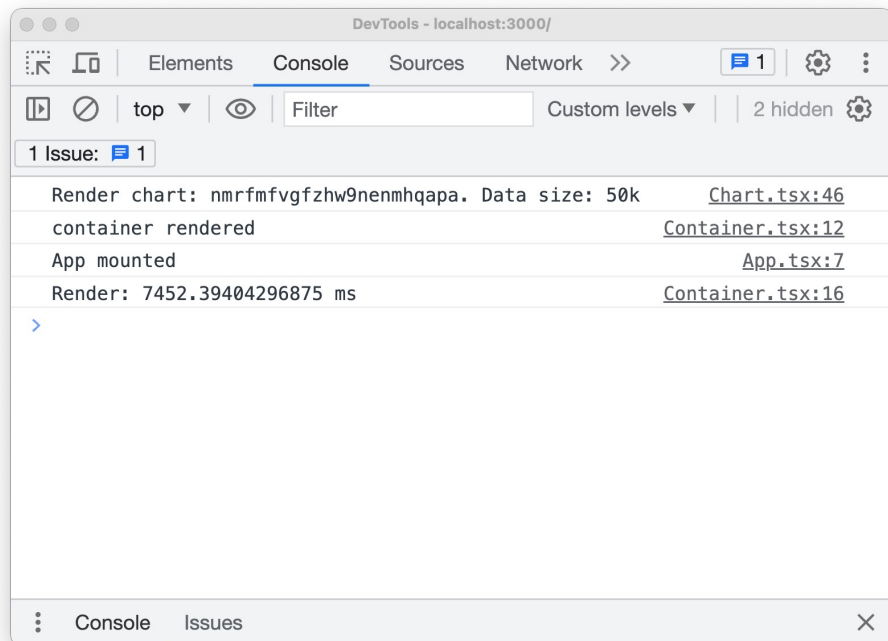 DevTools - localhost:3000/
Elements Console Sources Network 1
top Filter Custom levels 2 hidden
1 Issue: 1
Render chart: nmrfmfvgfzhw9nenmhqapa. Data size: 50k Chart.tsx:46
container rendered Container.tsx:12
App mounted App.tsx:7
Render: 7452.39404296875 ms Container.tsx:16
Console Issues